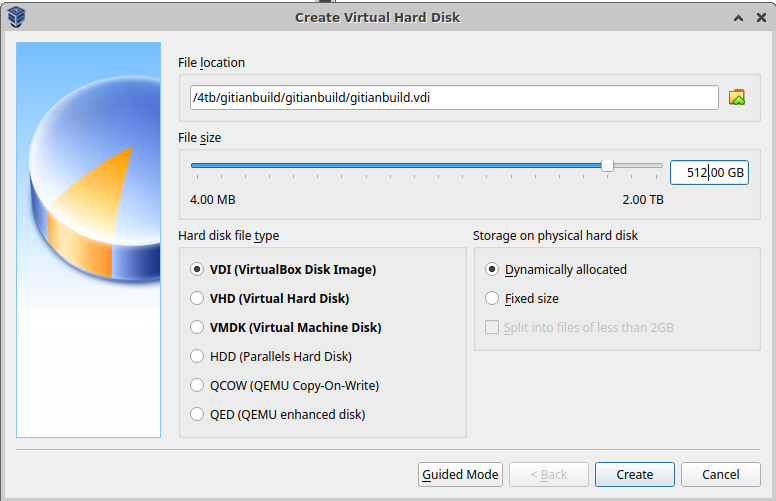 Create Virtual Hard Disk
File location
/4tb/gitianbuild/gitianbuild/gitianbuild.vdi
File size
512.00 GB
4.00 MB 2.00 TB
Hard disk file type
VDI (VirtualBox Disk Image)
VHD (Virtual Hard Disk)
VMDK (Virtual Machine Disk)
HDD (Parallels Hard Disk)
QCOW (QEMU Copy-On-Write)
QED (QEMU enhanced disk)
Storage on physical hard disk
Dynamically allocated
Fixed size
Split into files of less than 2GB
Guided Mode < Back Create Cancel